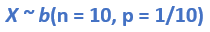 X ~ b(n = 10, p = 1/10)